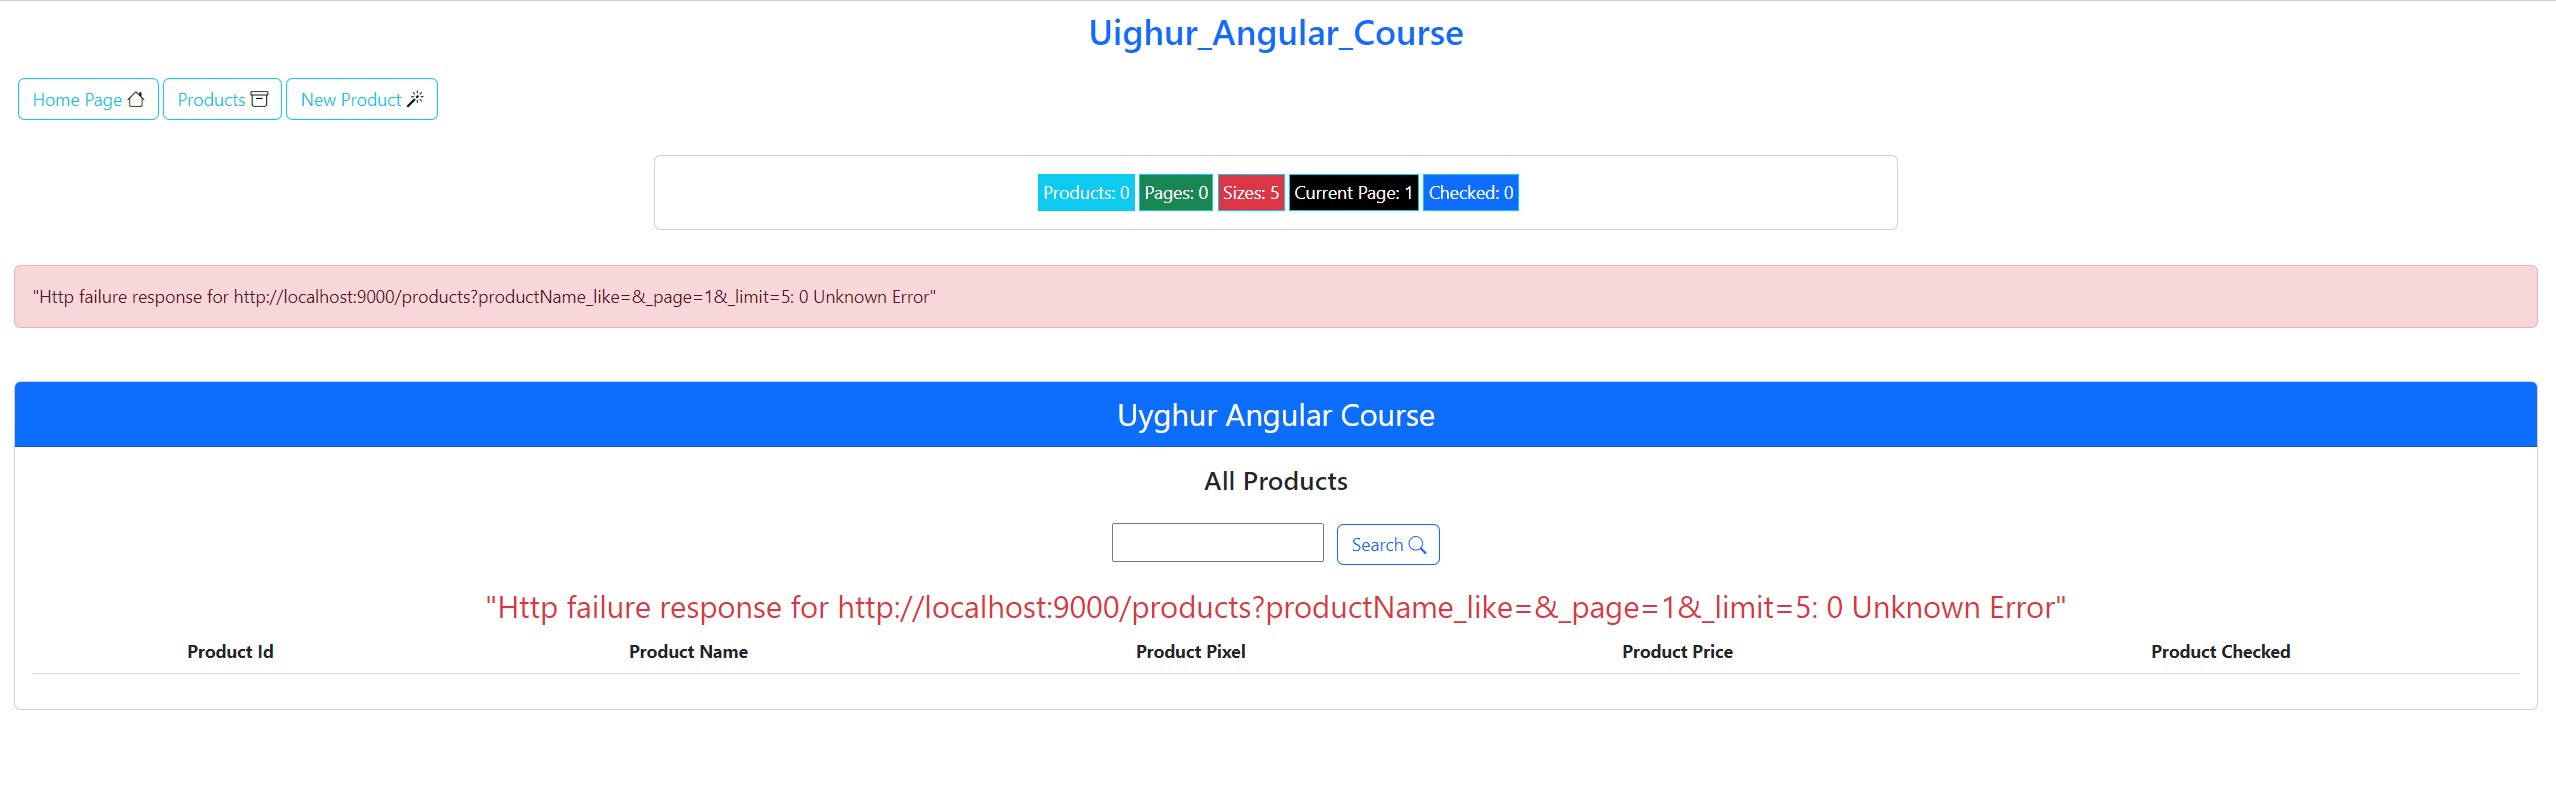 Uighur_Angular_Course
Home Page Products New Product
Products: 0 Pages: 0 Sizes: 5 Current Page: 1 Checked: 0
"Http failure response for http://localhost:9000/products?productName_like=&_page=1&_limit=5: 0 Unknown Error"
Uyghur Angular Course
All Products
Search
"Http failure response for http://localhost:9000/products?productName_like=&_page=1&_limit=5: 0 Unknown Error"
Product Id Product Name Product Pixel Product Price Product Checked